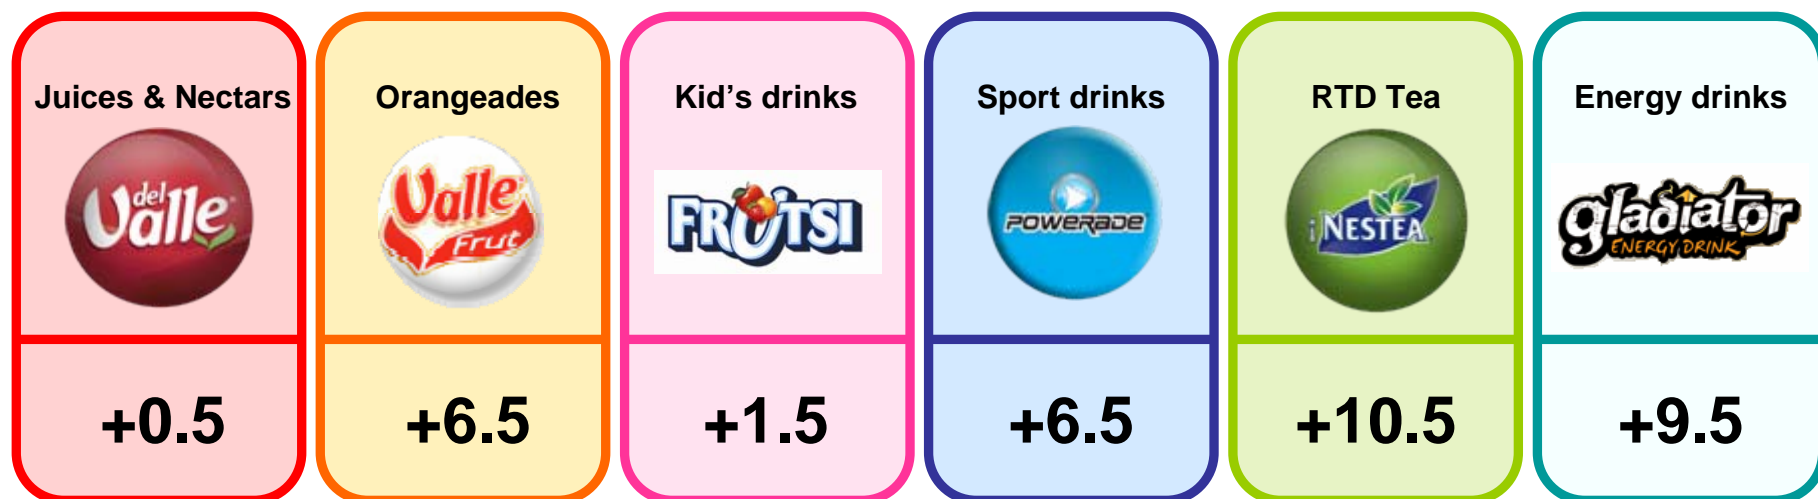 Juices & Nectars
del Valle
+0.5
Orangeades
Valle Frut
+6.5
Kid's drinks
FRUTSI
+1.5
Sport drinks
POWERADE
+6.5
RTD Tea
NESTEA
+10.5
Energy drinks
gladiator
ENERGY DRINK
+9.5